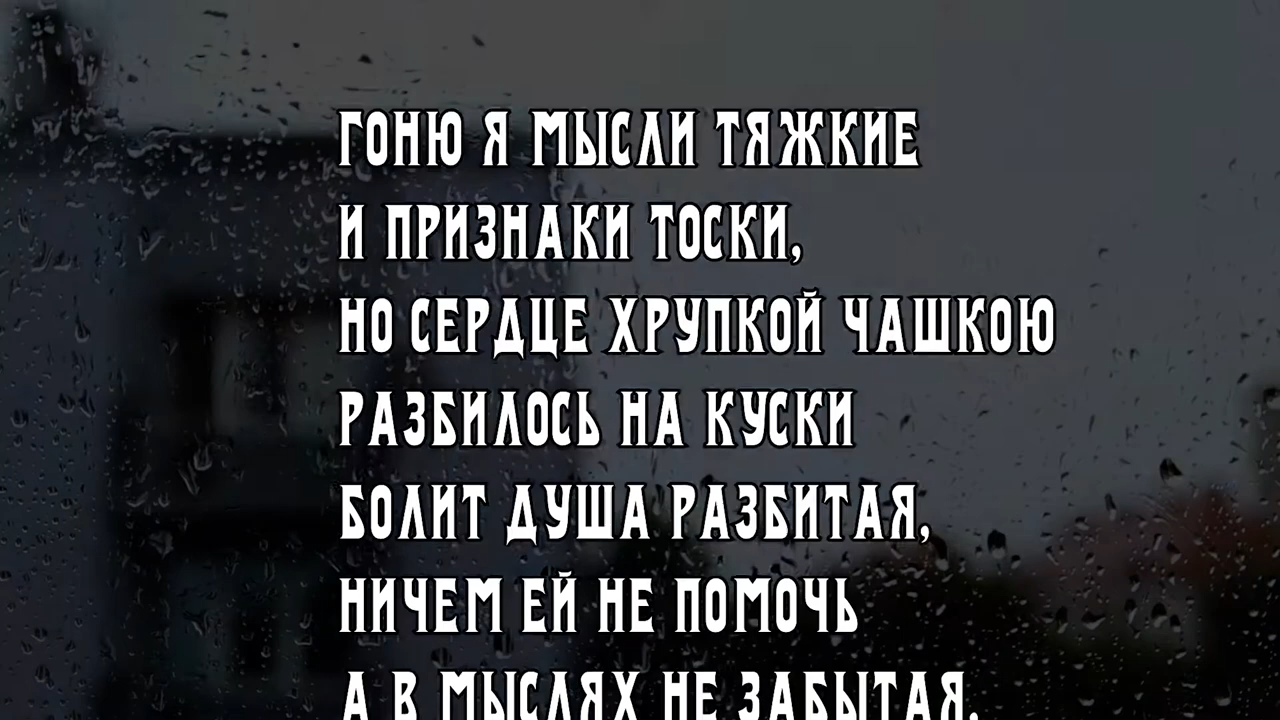 ГОНЮ Я МЫСЛИ ТЯЖКИЕ
И ПРИЗНАКИ ТОСКИ,
НО СЕРДЦЕ ХРУПКОЙ ЧАШКОЮ
РАЗБИЛОСЬ НА КУСКИ
БОЛИТ ДУША РАЗБИТАЯ,
НИЧЕМ ЕЙ НЕ ПОМОЧЬ
А В МЫСЛЯХ НЕ ЗАБЫТАЯ,